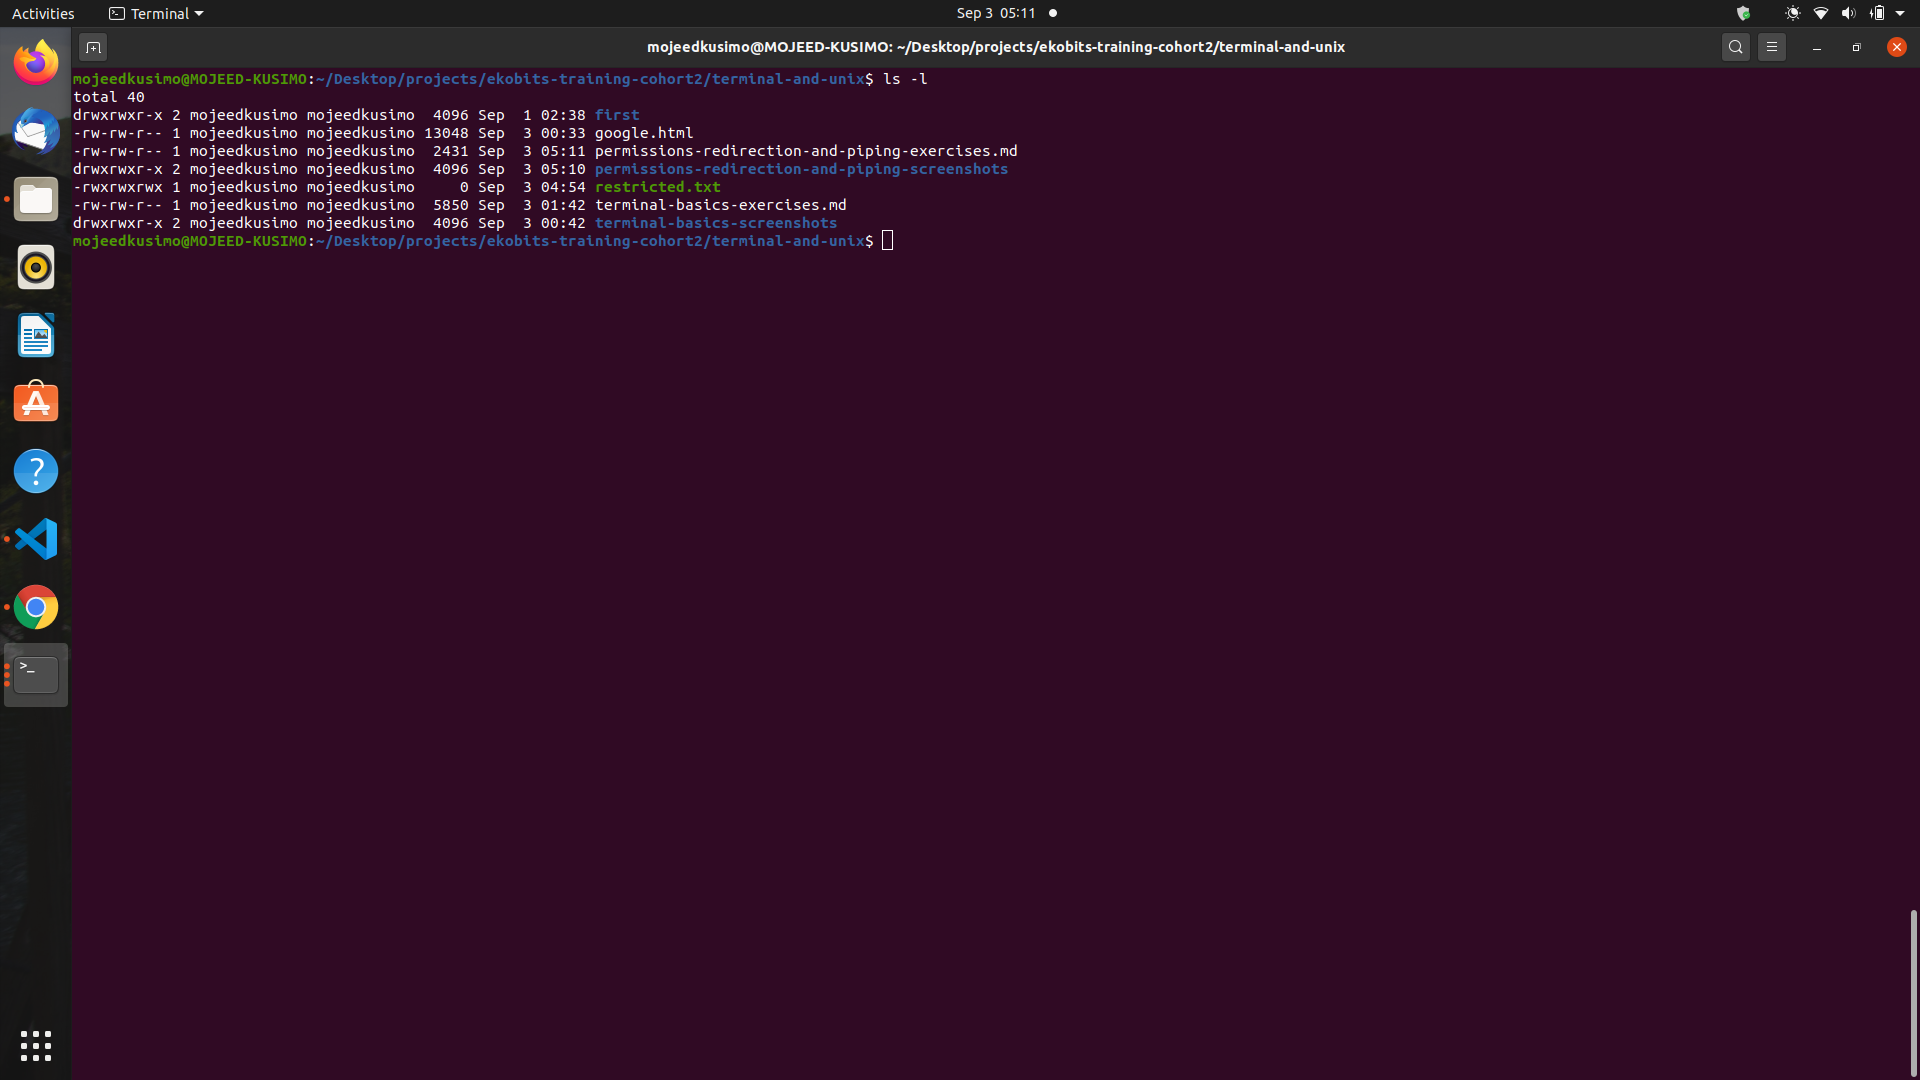 Activities Terminal Sep 3 05:11
mojeedkusimo@MOJEED-KUSIMO: ~/Desktop/projects/ekobits-training-cohort2/terminal-and-unix
mojeedkusimo@MOJEED-KUSIMO:~/Desktop/projects/ekobits-training-cohort2/terminal-and-unix$ ls -l
total 40
drwxrwxr-x 2 mojeedkusimo mojeedkusimo  4096 Sep  1 02:38 first
-rw-rw-r-- 1 mojeedkusimo mojeedkusimo 13048 Sep  3 00:33 google.html
-rw-rw-r-- 1 mojeedkusimo mojeedkusimo  2431 Sep  3 05:11 permissions-redirection-and-piping-exercises.md
drwxrwxr-x 2 mojeedkusimo mojeedkusimo  4096 Sep  3 05:10 permissions-redirection-and-piping-screenshots
-rwxrwxrwx 1 mojeedkusimo mojeedkusimo     0 Sep  3 04:54 restricted.txt
-rw-rw-r-- 1 mojeedkusimo mojeedkusimo  5850 Sep  3 01:42 terminal-basics-exercises.md
drwxrwxr-x 2 mojeedkusimo mojeedkusimo  4096 Sep  3 00:42 terminal-basics-screenshots
mojeedkusimo@MOJEED-KUSIMO:~/Desktop/projects/ekobits-training-cohort2/terminal-and-unix$